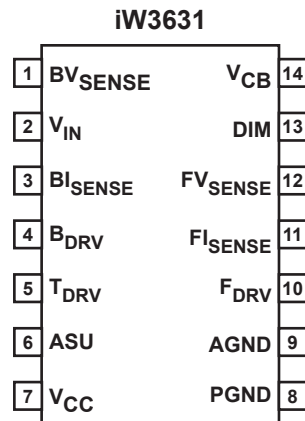 iW3631
1 BVSENSE VCB 14
2 VIN DIM 13
3 BISENSE FVSENSE 12
4 BDRV FISENSE 11
5 TDRV FDRV 10
6 ASU AGND 9
7 VCC PGND 8